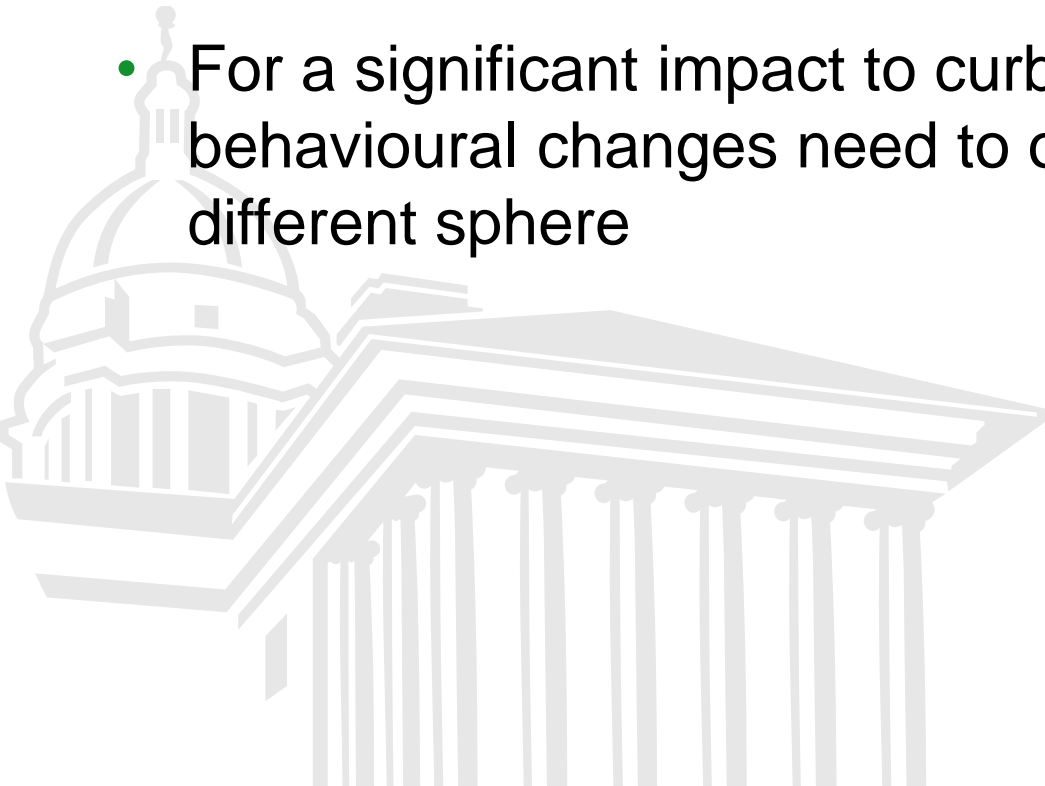 • For a significant impact to curb
behavioural changes need to
different sphere